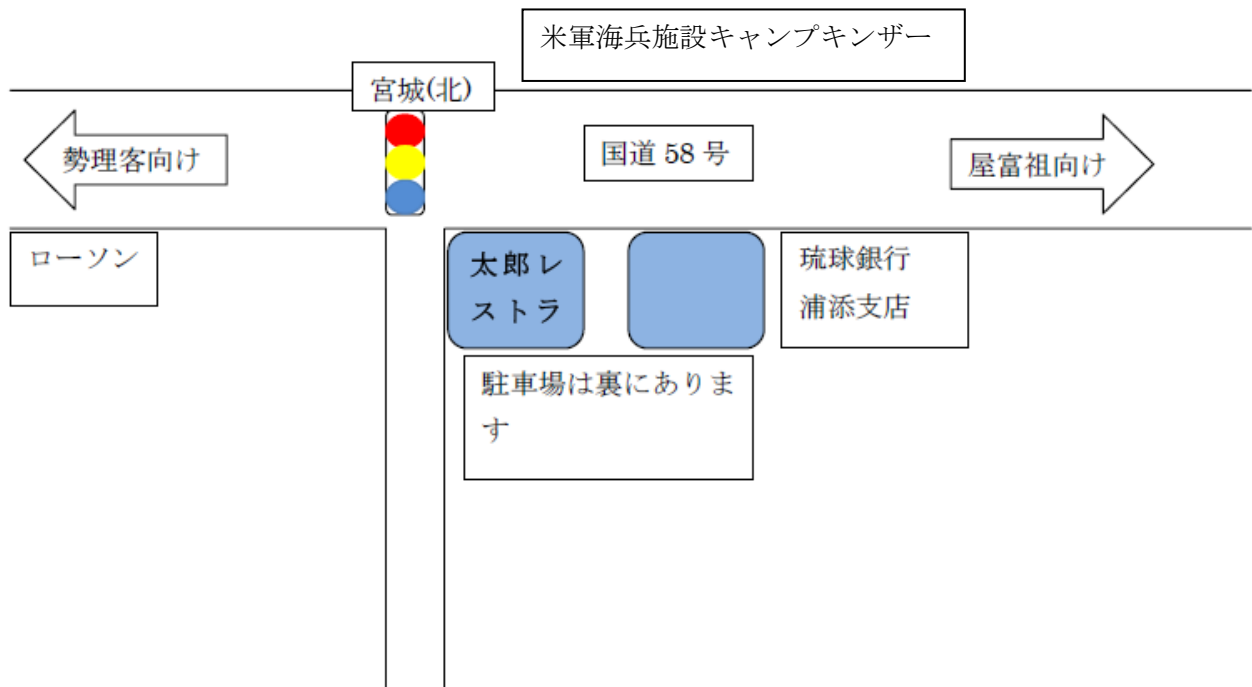 米軍海兵施設キャンプキンザー
宮城(北)
勢理客向け
国道 58 号
屋富祖向け
ローソン
太郎レ
ストラ
琉球銀行
浦添支店
駐車場は裏にありま
す